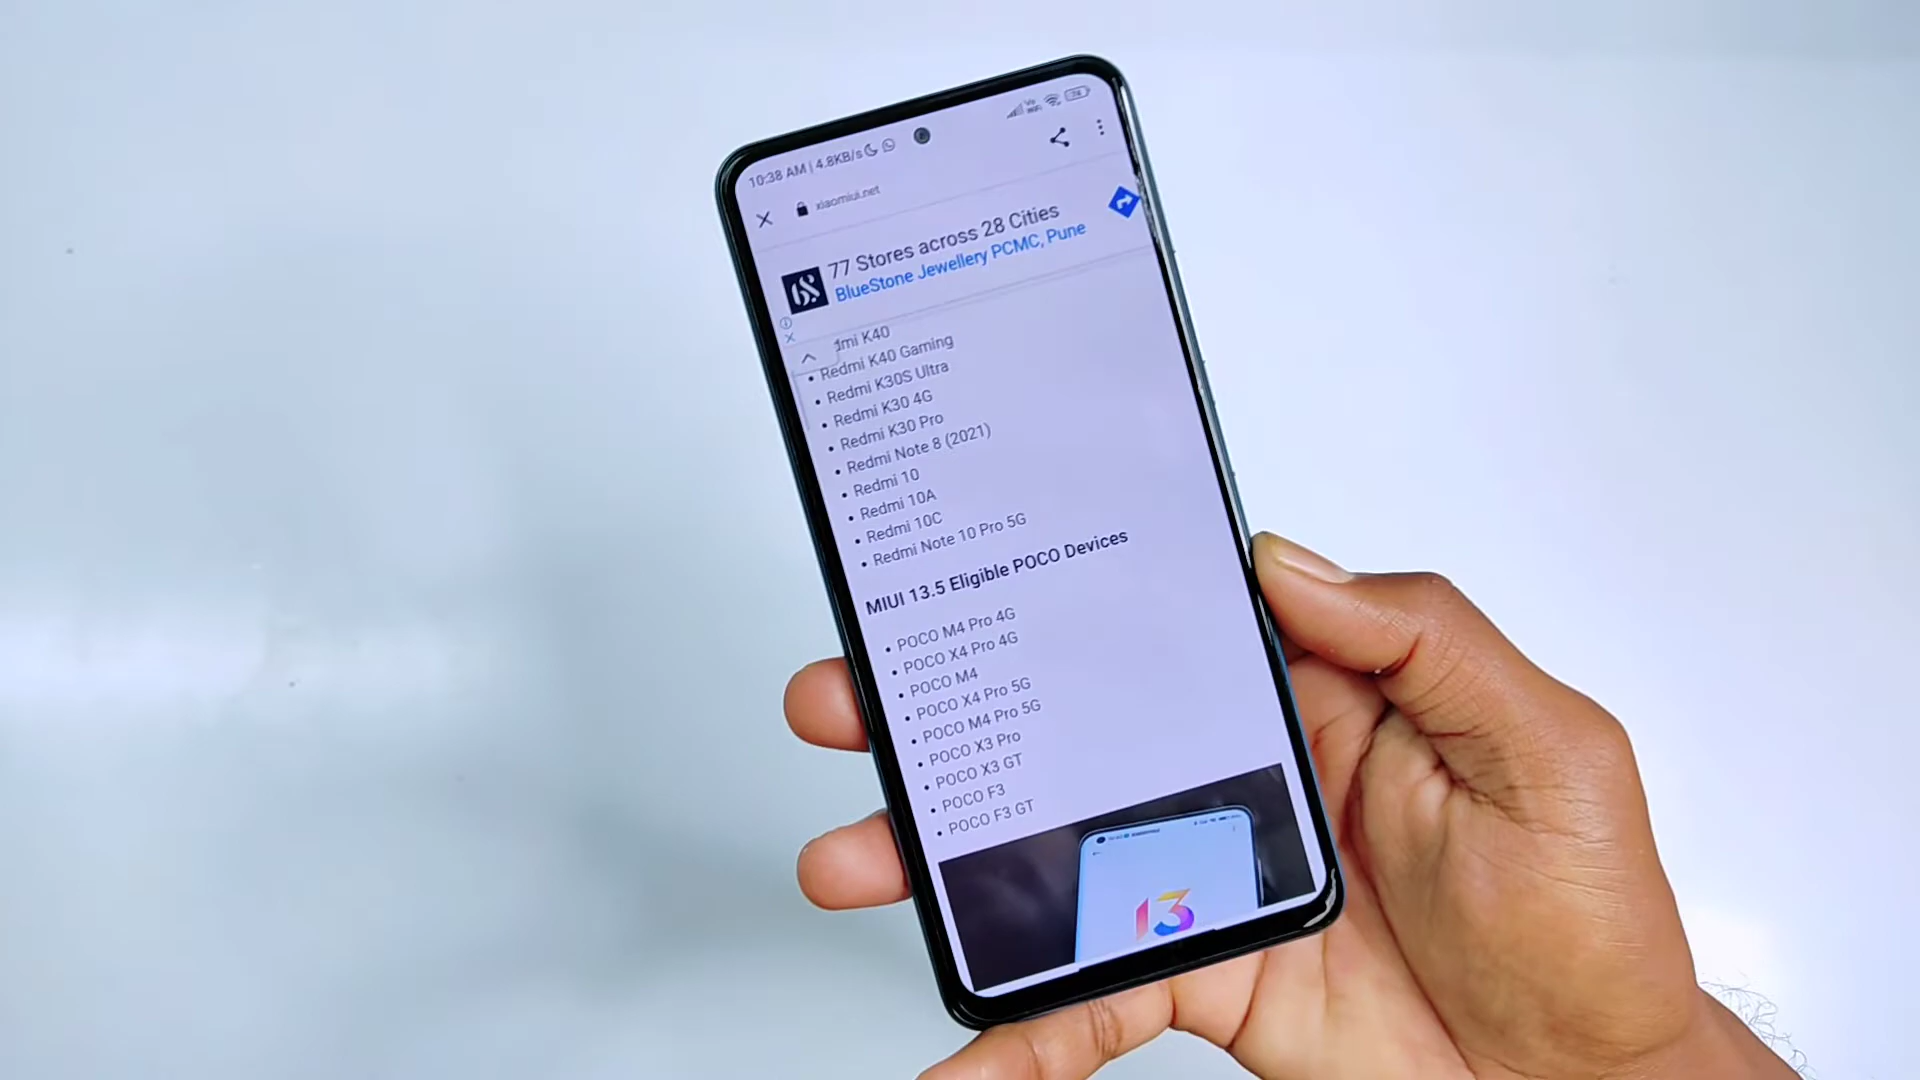 10:38 AM | 4.8KB/s
Vo
WiFi
xiaomiui.net
77 Stores across 28 Cities
BlueStone Jewellery PCMC, Pune
dmi K40
• Redmi K40 Gaming
• Redmi K30S Ultra
• Redmi K30 4G
• Redmi K30 Pro
• Redmi Note 8 (2021)
• Redmi 10
• Redmi 10A
• Redmi 10C
• Redmi Note 10 Pro 5G
MIUI 13.5 Eligible POCO Devices
• POCO M4 Pro 4G
• POCO X4 Pro 4G
• POCO M4
• POCO X4 Pro 5G
• POCO M4 Pro 5G
• POCO X3 Pro
• POCO X3 GT
• POCO F3
• POCO F3 GT
13